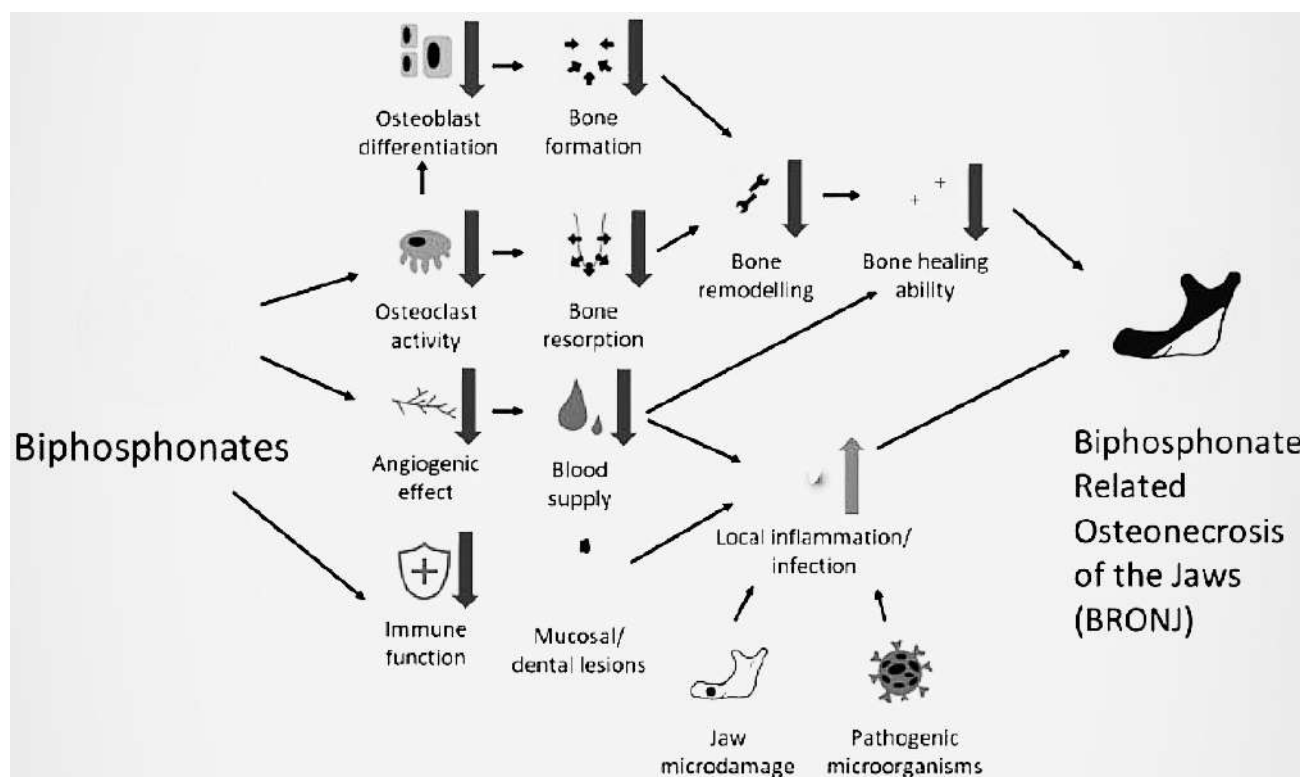 Osteoblast
differentiation
Bone
formation
Osteoclast
activity
Bone
resorption
Bone
remodelling
Bone healing
ability
Biphosphonates
Angiogenic
effect
Blood
supply
Immune
function
Mucosal/
dental lesions
Local inflammation/
infection
Jaw
microdamage
Pathogenic
microorganisms
Biphosphonate
Related
Osteonecrosis
of the Jaws
(BRONJ)